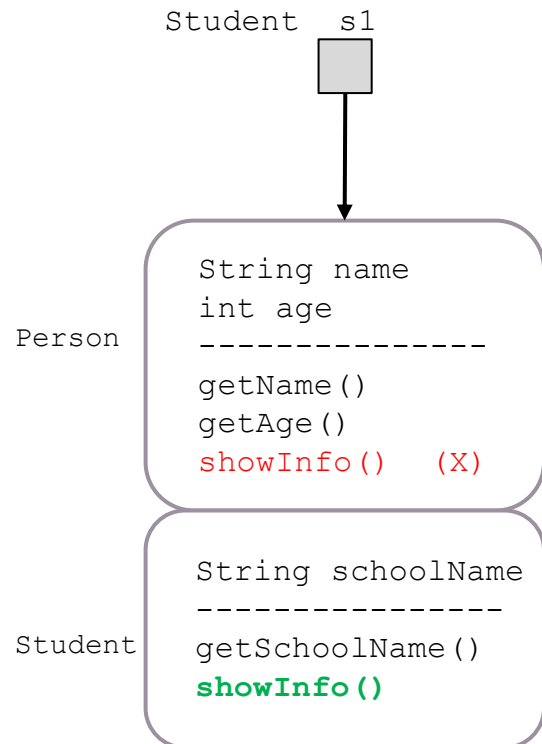 Student s1
Person
String name
int age
---------------
getName()
getAge()
showInfo() (X)
Student
String schoolName
----------------
getSchoolName()
showInfo()